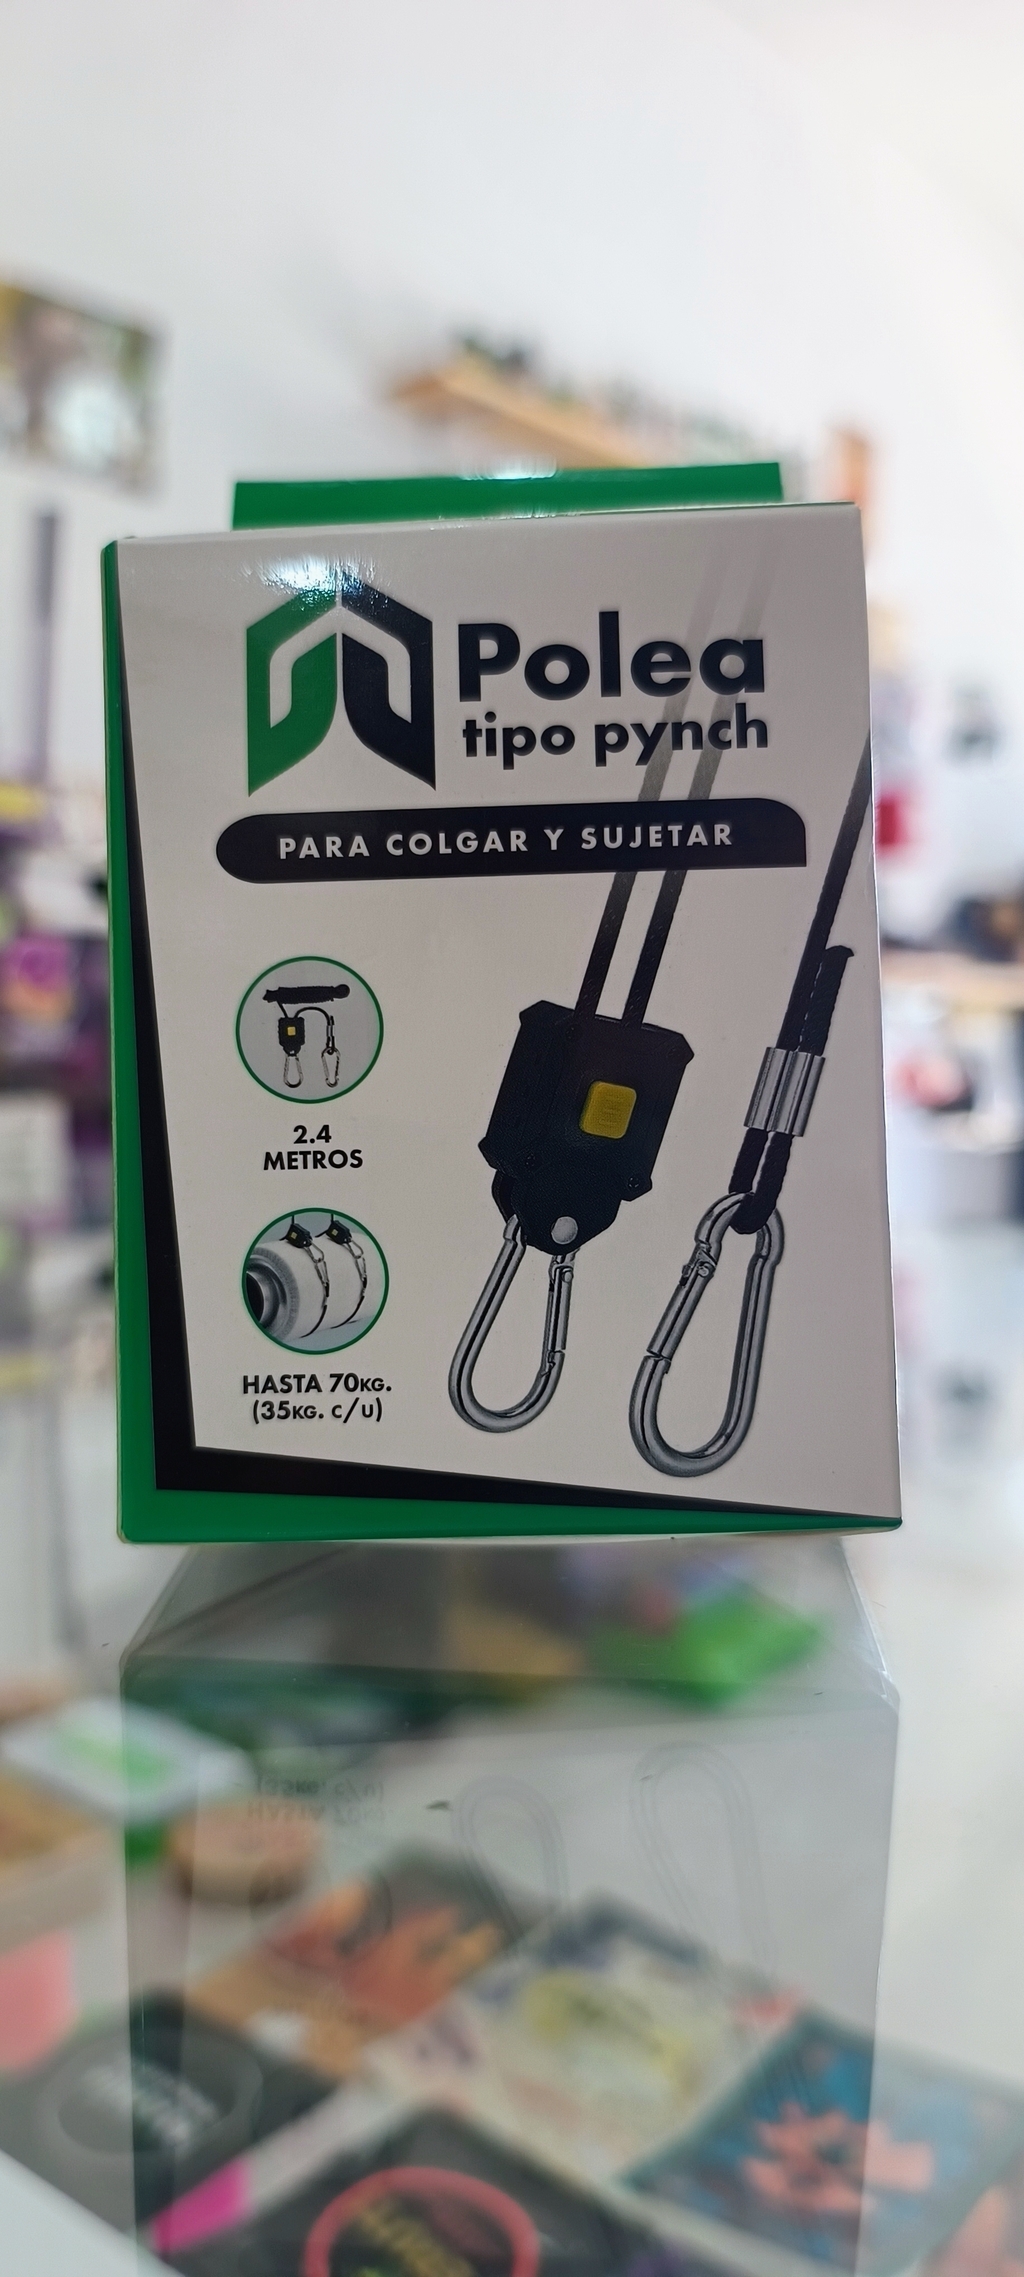 Polea
tipo pynch
PARA COLGAR Y SUJETAR
2.4
METROS
HASTA 70KG.
(35KG. C/U)